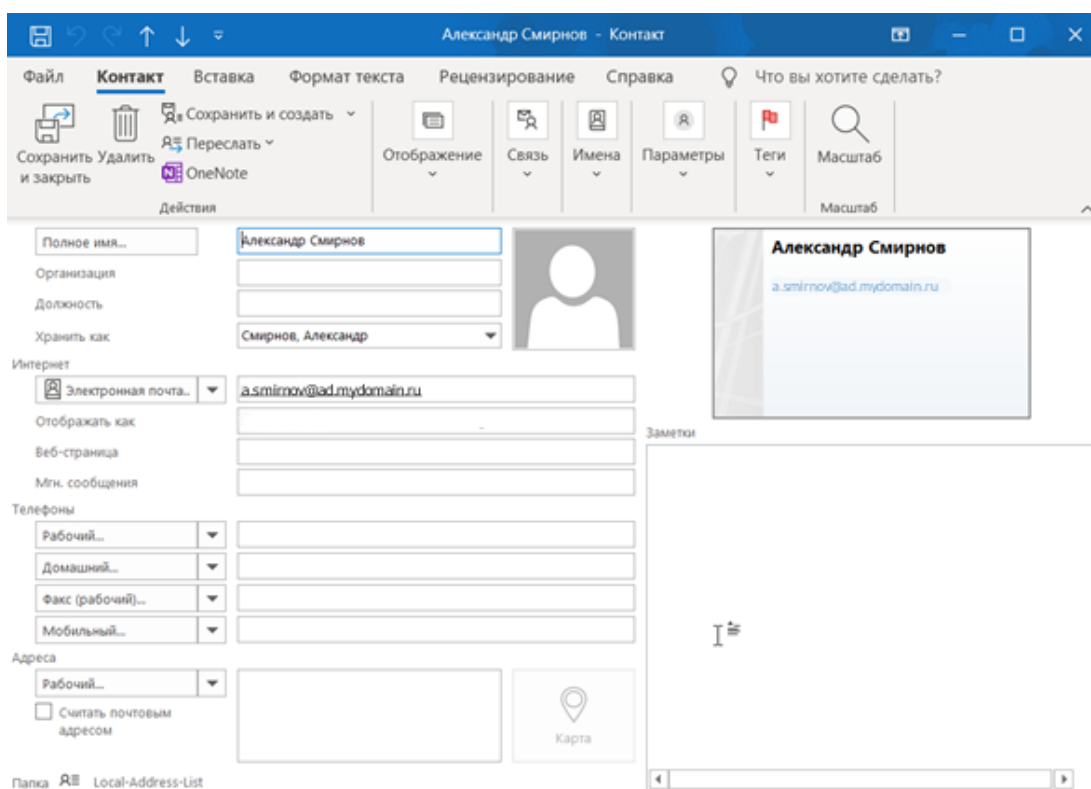 Александр Смирнов - Контакт
Файл Контакт Вставка Формат текста Рецензирование Справка Что вы хотите сделать?
Сохранить и закрыть
Удалить
Сохранить и создать
Переслать
OneNote
Действия
Отображение
Связь
Имена
Параметры
Теги
Масштаб
Масштаб
Полное имя... Александр Смирнов
Организация
Должность
Хранить как Смирнов, Александр
Интернет
Электронная почта... a.smirnov@ad.mydomain.ru
Отображать как
Веб-страница
Мгн. сообщения
Телефоны
Рабочий...
Домашний...
Факс (рабочий)...
Мобильный...
Адреса
Рабочий...
Считать почтовым
адресом
Карта
Александр Смирнов
a.smirnov@ad.mydomain.ru
Заметки
Папка Local-Address-List